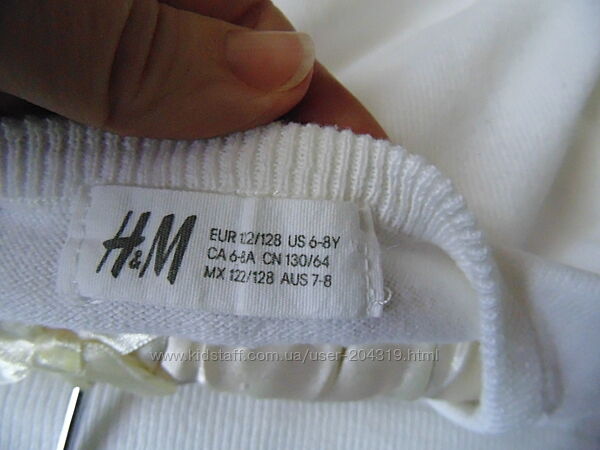 H&M
EUR 122/128 US 6-8Y
CA 6-8A CN 130/64
MX 122/128 AUS 7-8
www.kidstaff.com.ua/user-204319.html